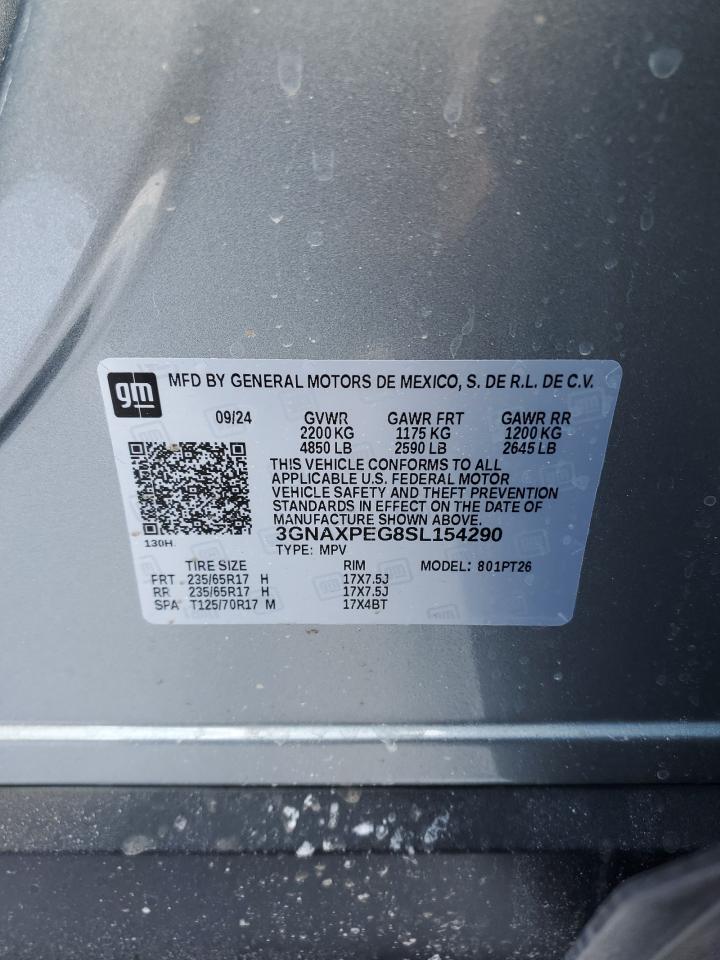 gm
MFD BY GENERAL MOTORS DE MEXICO, S. DE R.L. DE C.V.
09/24 GVWR GAWR FRT GAWR RR
2200 KG 1175 KG 1200 KG
4850 LB 2590 LB 2645 LB
THIS VEHICLE CONFORMS TO ALL
APPLICABLE U.S. FEDERAL MOTOR
VEHICLE SAFETY AND THEFT PREVENTION
STANDARDS IN EFFECT ON THE DATE OF
MANUFACTURE SHOWN ABOVE.
130H
3GNAXPEG8SL154290
TYPE: MPV
TIRE SIZE RIM MODEL: 801PT26
FRT 235/65R17 H 17X7.5J
RR 235/65R17 H 17X7.5J
SPA T125/70R17 M 17X4BT